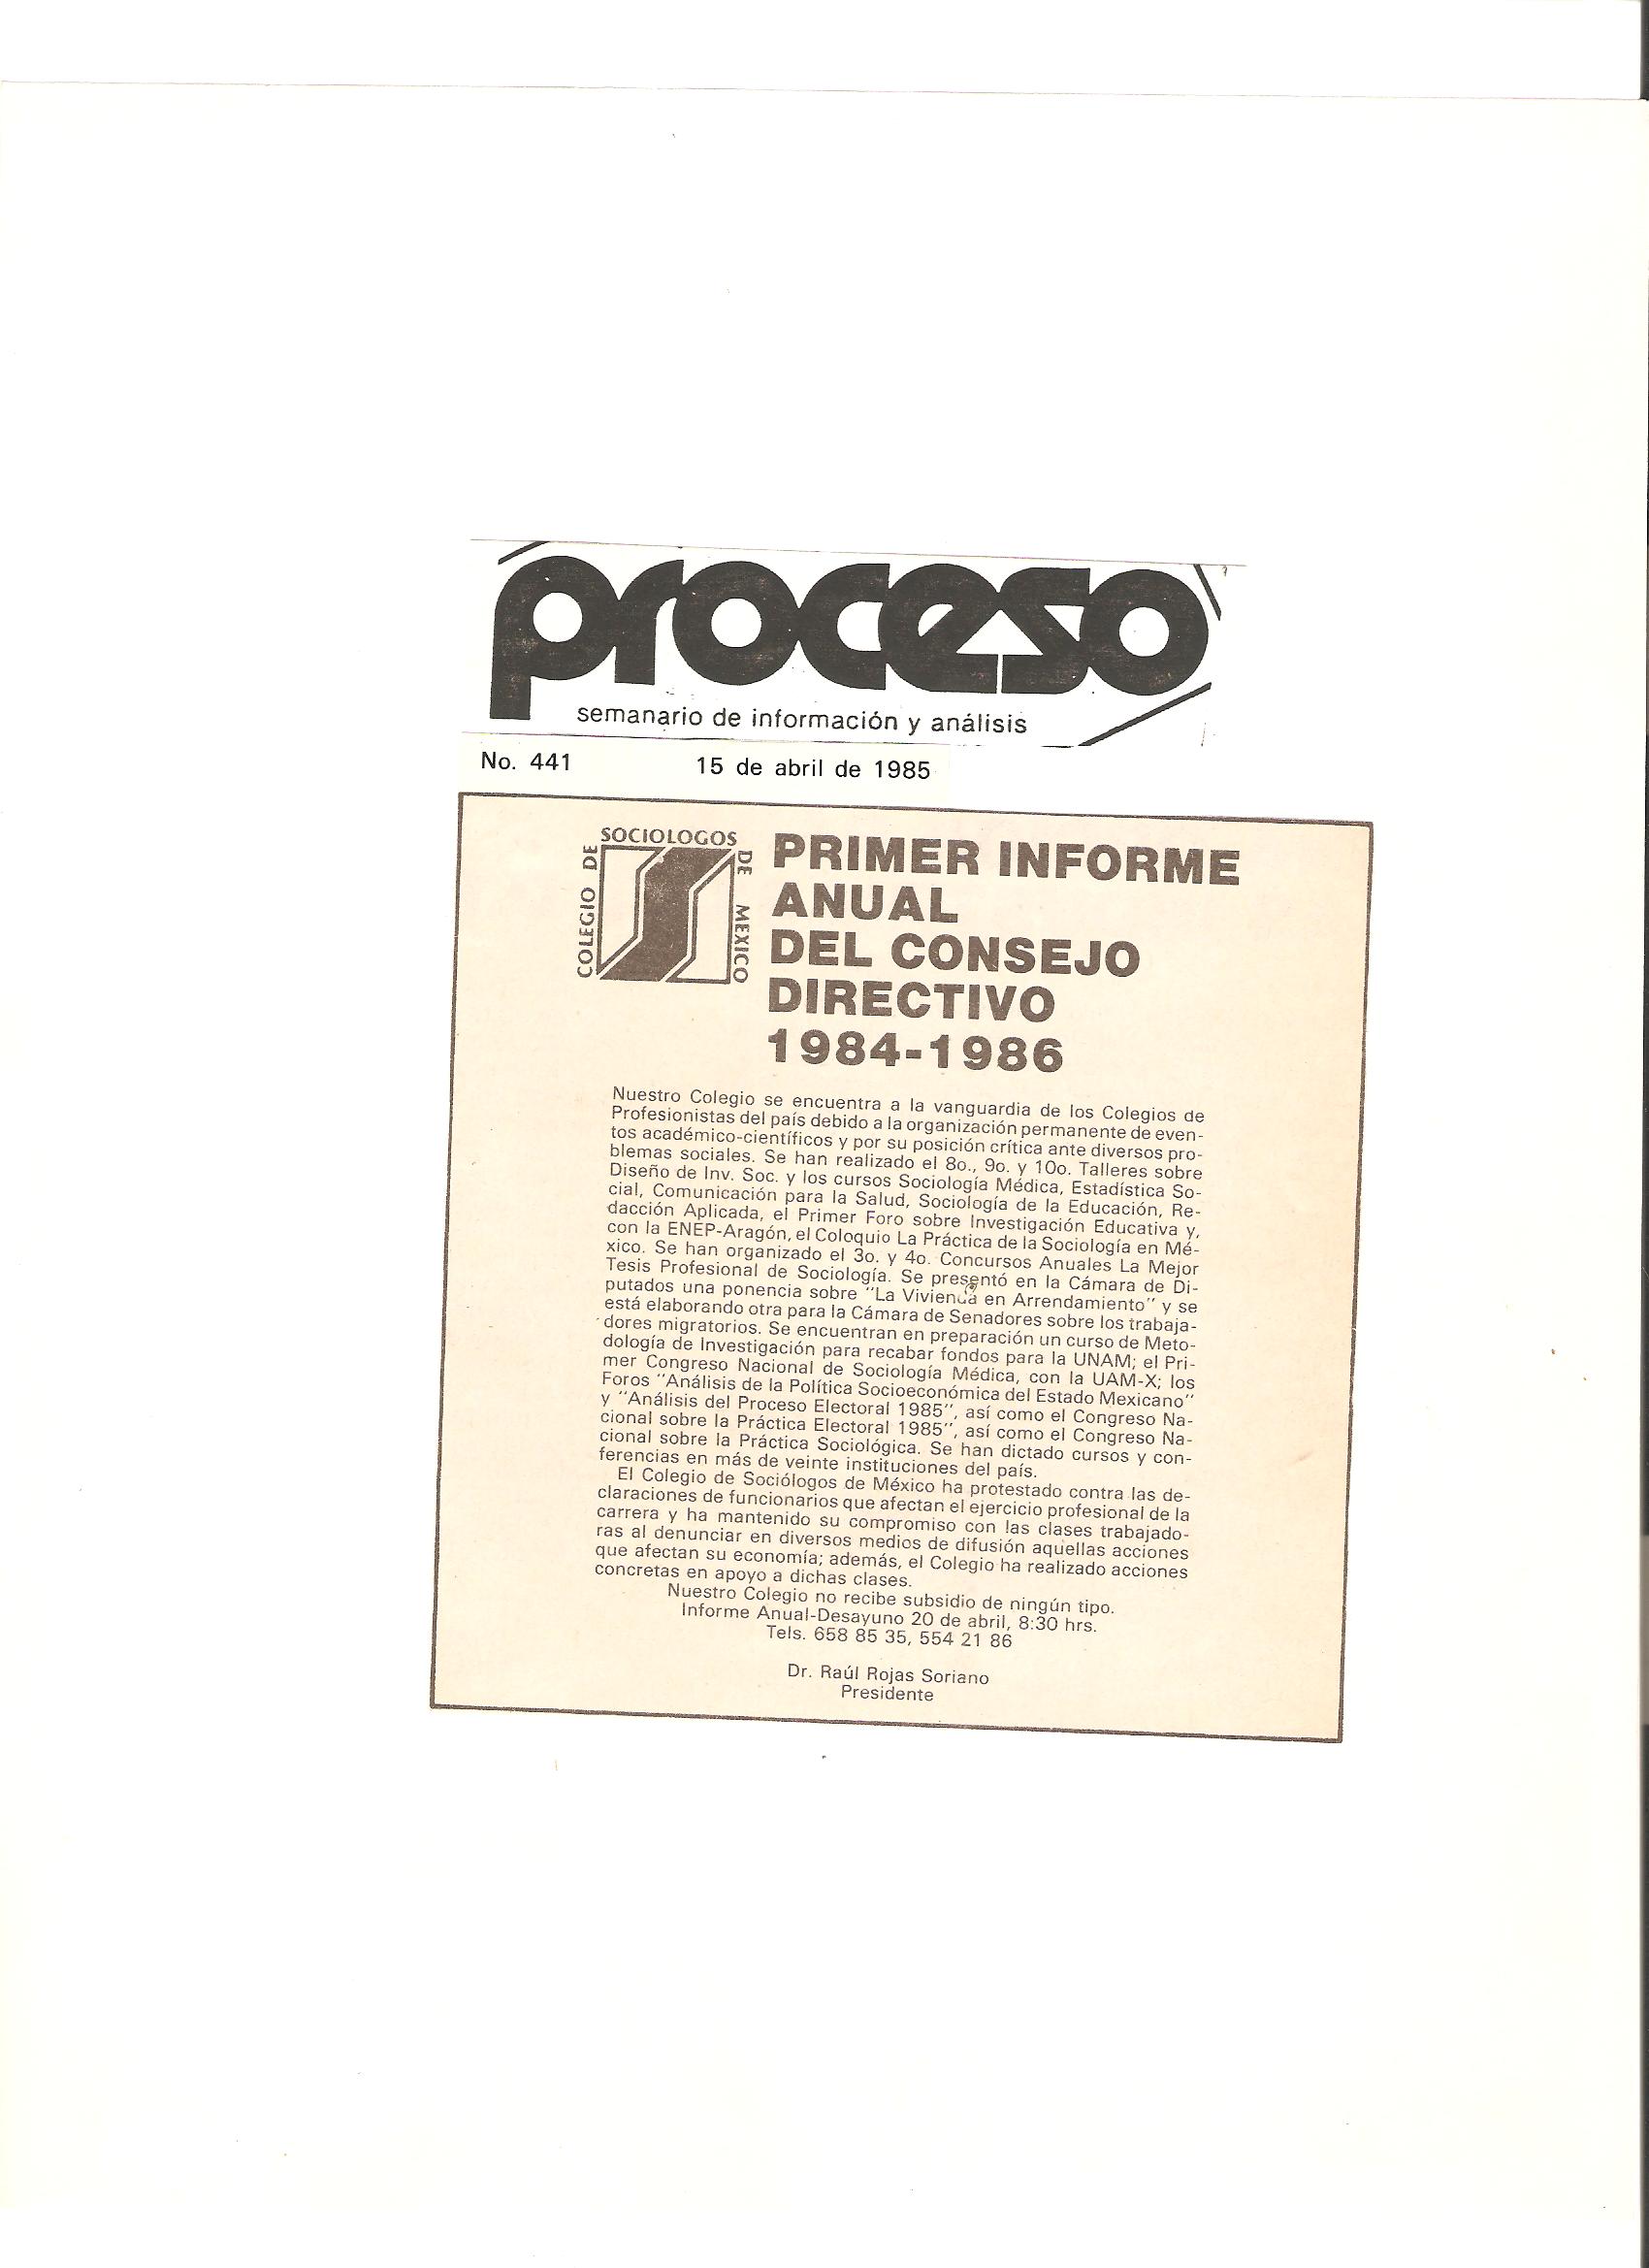 proceso
semanario de información y análisis
No. 441 15 de abril de 1985
COLEGIO DE SOCIOLOGOS DE MEXICO
PRIMER INFORME
ANUAL
DEL CONSEJO
DIRECTIVO
1984-1986
Nuestro Colegio se encuentra a la vanguardia de los Colegios de
Profesionistas del país debido a la organización permanente de even-
tos académico-científicos y por su posición crítica ante diversos pro-
blemas sociales. Se han realizado el 8o., 9o. y 10o. Talleres sobre
Diseño de Inv. Soc. y los cursos Sociología Médica, Estadística So-
cial, Comunicación para la Salud, Sociología de la Educación, Re-
dacción Aplicada, el Primer Foro sobre Investigación Educativa y,
con la ENEP-Aragón, el Coloquio La Práctica de la Sociología en Mé-
xico. Se han organizado el 3o. y 4o. Concursos Anuales La Mejor
Tesis Profesional de Sociología. Se presentó en la Cámara de Di-
putados una ponencia sobre "La Vivienda en Arrendamiento" y se
está elaborando otra para la Cámara de Senadores sobre los trabaja-
dores migratorios. Se encuentran en preparación un curso de Meto-
dología de Investigación para recabar fondos para la UNAM; el Pri-
mer Congreso Nacional de Sociología Médica, con la UAM-X; los
Foros "Análisis de la Política Socioeconómica del Estado Mexicano"
y "Análisis del Proceso Electoral 1985", así como el Congreso Na-
cional sobre la Práctica Electoral 1985", así como el Congreso Na-
cional sobre la Práctica Sociológica. Se han dictado cursos y con-
ferencias en más de veinte instituciones del país.
El Colegio de Sociólogos de México ha protestado contra las de-
claraciones de funcionarios que afectan el ejercicio profesional de la
carrera y ha mantenido su compromiso con las clases trabajado-
ras al denunciar en diversos medios de difusión aquellas acciones
que afectan su economía; además, el Colegio ha realizado acciones
concretas en apoyo a dichas clases.
Nuestro Colegio no recibe subsidio de ningún tipo.
Informe Anual-Desayuno 20 de abril, 8:30 hrs.
Tels. 658 85 35, 554 21 86
Dr. Raúl Rojas Soriano
Presidente